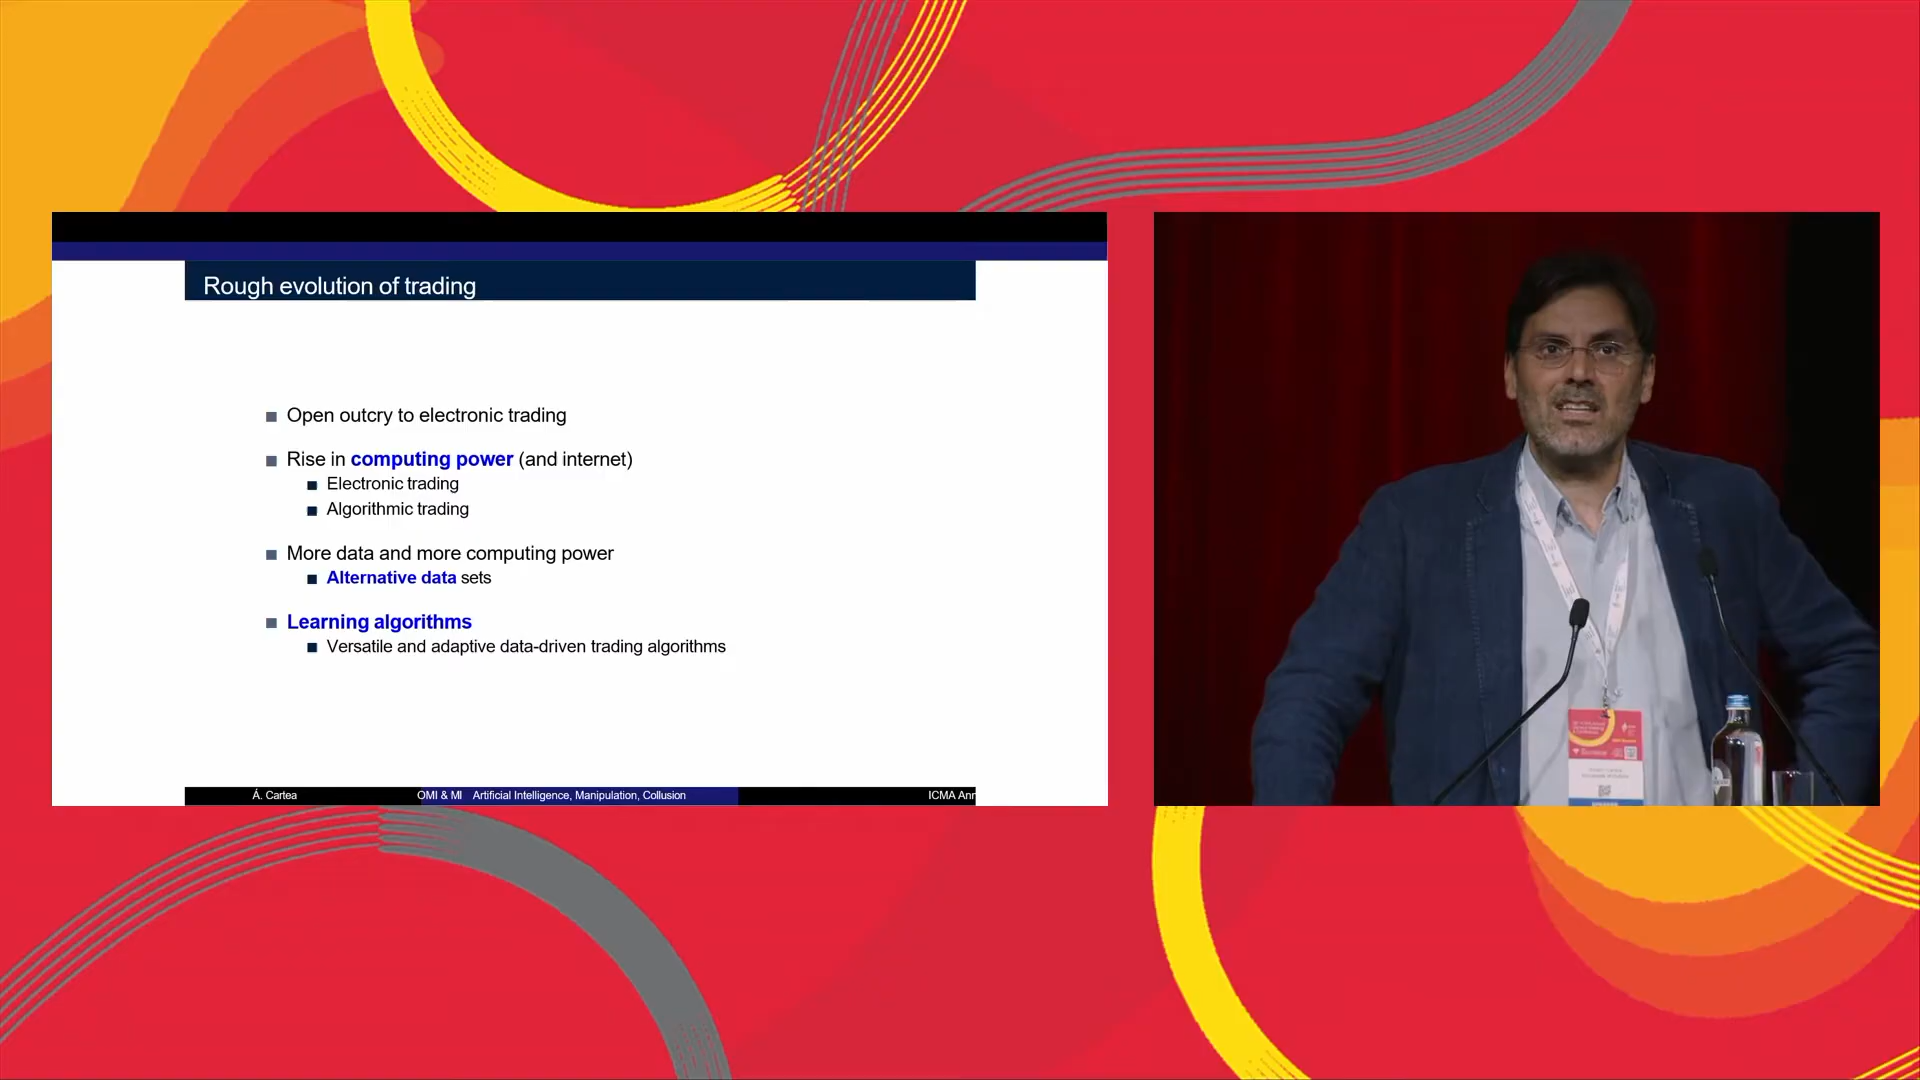 Rough evolution of trading
Open outcry to electronic trading
Rise in computing power (and internet)
Electronic trading
Algorithmic trading
More data and more computing power
Alternative data sets
Learning algorithms
Versatile and adaptive data-driven trading algorithms
Á. Cartea
OMI & MI
Artificial Intelligence, Manipulation, Collusion
ICMA Ann